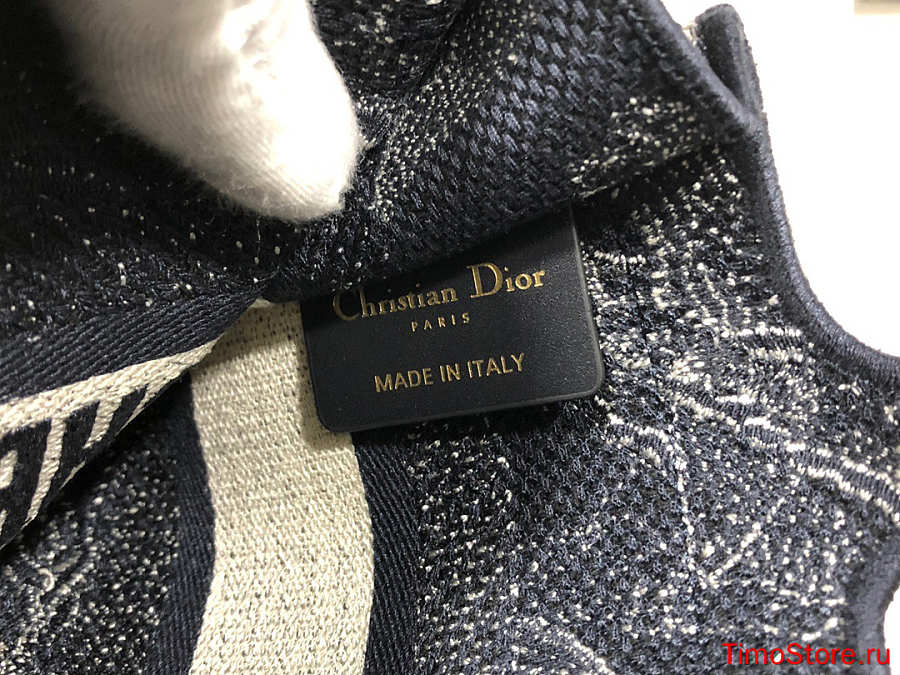 Christian Dior
PARIS
MADE IN ITALY
TimoStore.ru